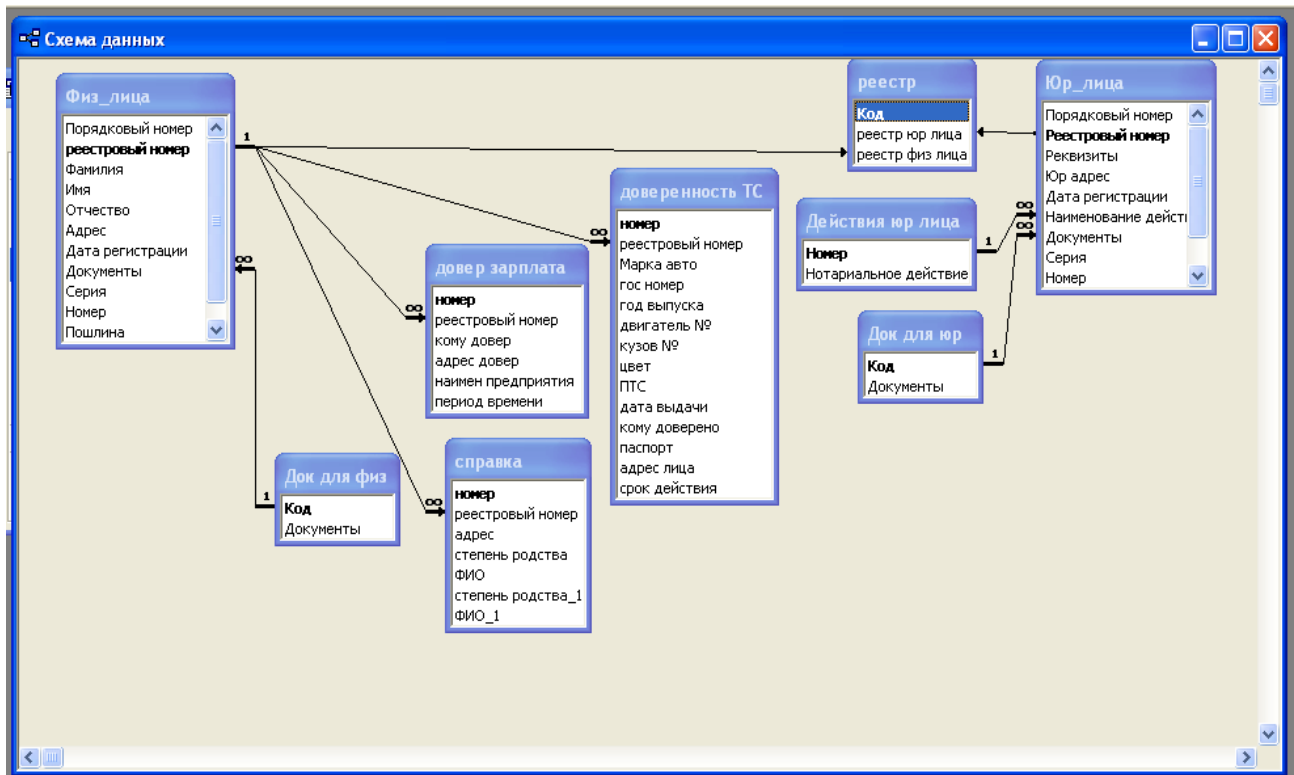 Схема данных
Физ_лица
Порядковый номер
реестровый номер
Фамилия
Имя
Отчество
Адрес
Дата регистрации
Документы
Серия
Номер
Пошлина
1
∞
реестр
Код
реестр юр лица
реестр физ лица
Юр_лица
Порядковый номер
Реестровый номер
Реквизиты
Юр адрес
Дата регистрации
Наименование дейст
Документы
Серия
Номер
∞
∞
доверенность ТС
номер
реестровый номер
Марка авто
гос номер
год выпуска
двигатель №
кузов №
цвет
ПТС
дата выдачи
кому доверено
паспорт
адрес лица
срок действия
∞
Действия юр лица
Номер
Нотариальное действие
1
довер зарплата
номер
реестровый номер
кому довер
адрес довер
наимен предприятия
период времени
∞
Док для юр
Код
Документы
1
справка
номер
реестровый номер
адрес
степень родства
ФИО
степень родства_1
ФИО_1
∞
Док для физ
Код
Документы
1